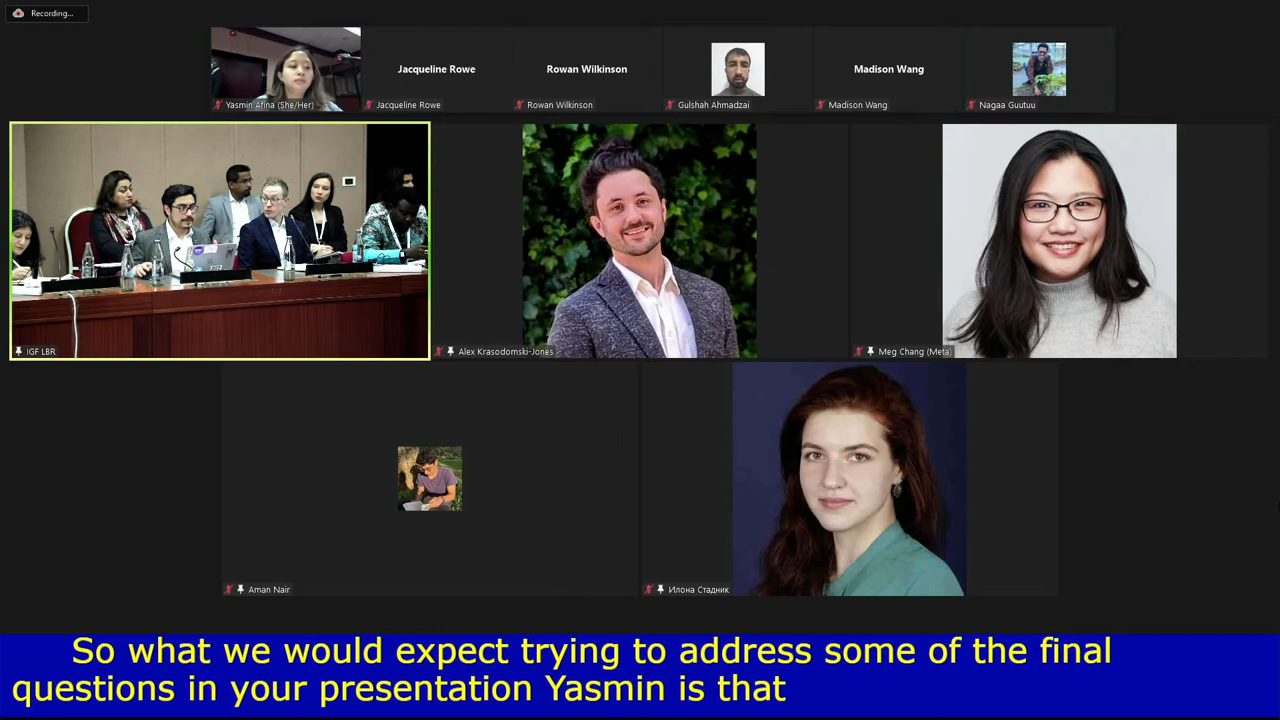 Recording...
Jacqueline Rowe
Rowan Wilkinson
Madison Wang
Yasmin Afina (She/Her)
Jacqueline Rowe
Rowan Wilkinson
Gulshah Ahmadzai
Madison Wang
Nagaa Guutuu
IGF LBR
Alex Krasodomski-Jones
Meg Chang (Meta)
Aman Nair
Илона Стадник
So what we would expect trying to address some of the final
questions in your presentation Yasmin is that